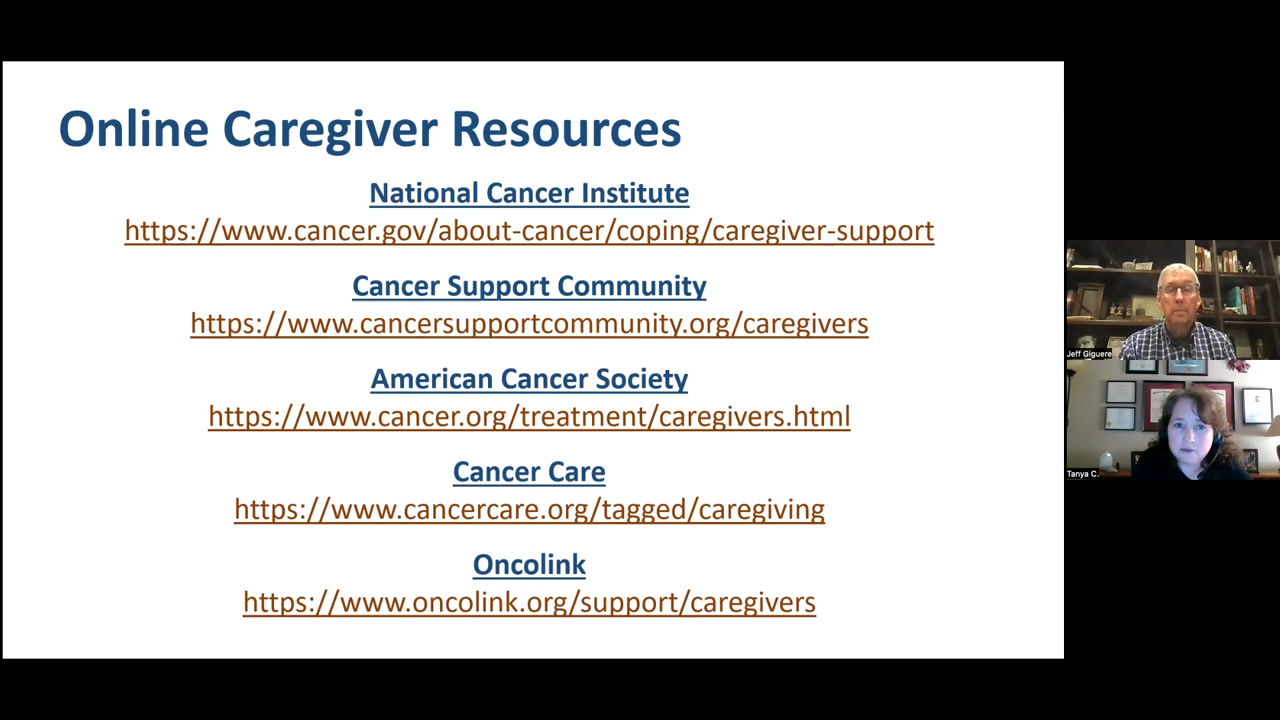 Online Caregiver Resources
National Cancer Institute
https://www.cancer.gov/about-cancer/coping/caregiver-support
Cancer Support Community
https://www.cancersupportcommunity.org/caregivers
American Cancer Society
https://www.cancer.org/treatment/caregivers.html
Cancer Care
https://www.cancercare.org/tagged/caregiving
Oncolink
https://www.oncolink.org/support/caregivers
Jeff Giguere
Tanya C.